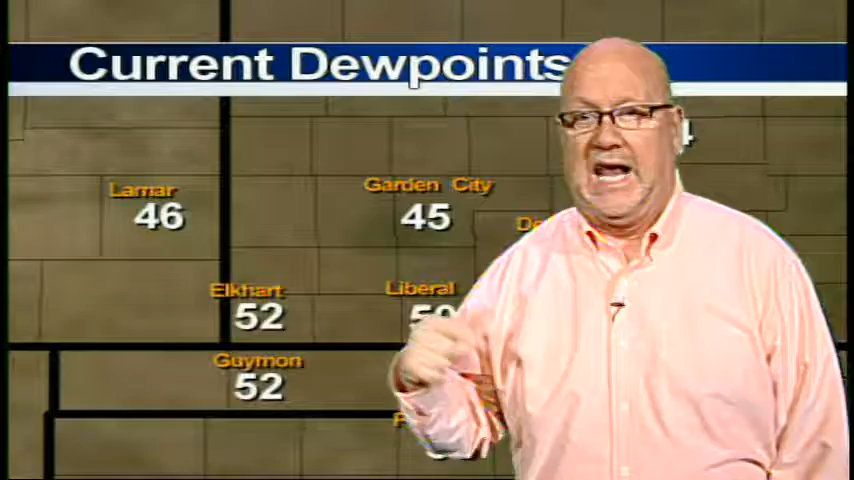 Current Dewpoints
Lamar
46
Garden City
45
Elkhart
52
Liberal
Guymon
52